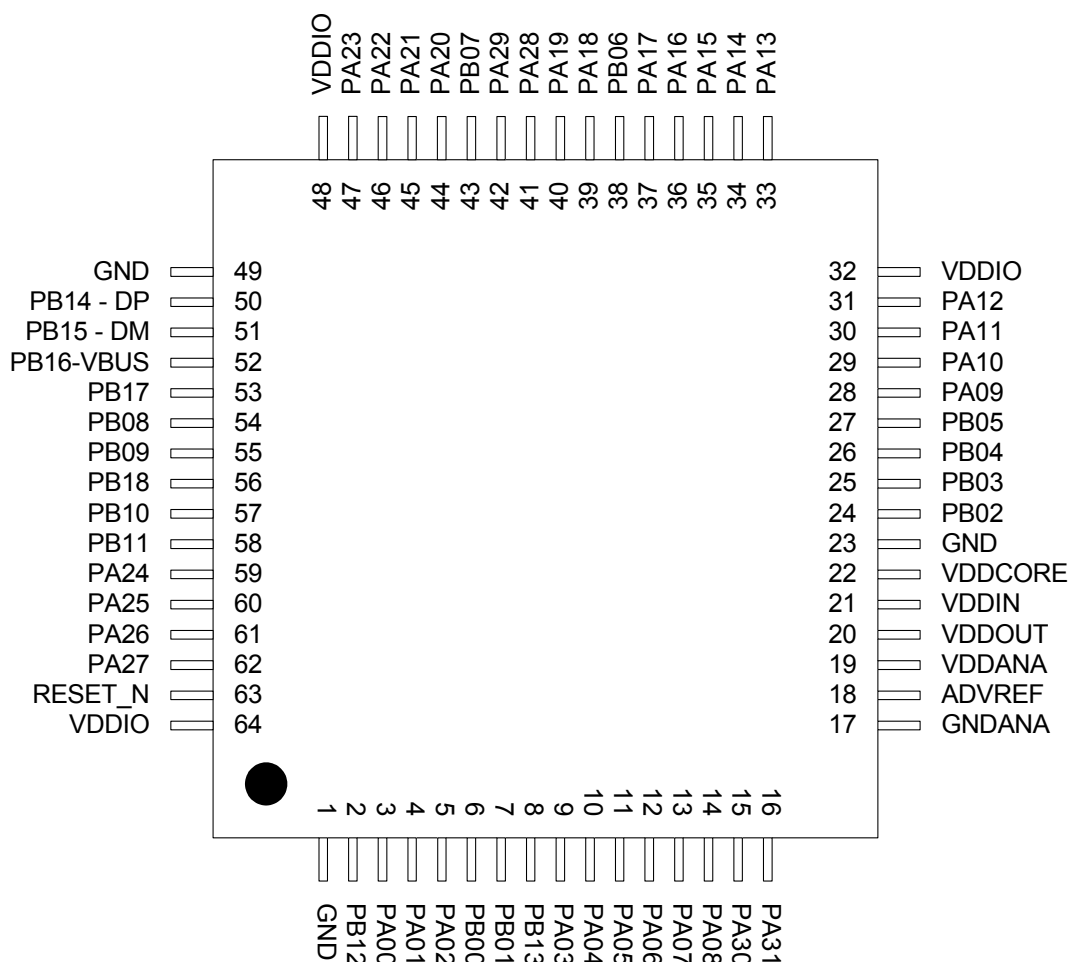 VDDIO
PA23
PA22
PA21
PA20
PB07
PA29
PA28
PA19
PA18
PB06
PA17
PA16
PA15
PA14
PA13
48
47
46
45
44
43
42
41
40
39
38
37
36
35
34
33
GND 49
PB14 - DP 50
PB15 - DM 51
PB16-VBUS 52
PB17 53
PB08 54
PB09 55
PB18 56
PB10 57
PB11 58
PA24 59
PA25 60
PA26 61
PA27 62
RESET_N 63
VDDIO 64
32 VDDIO
31 PA12
30 PA11
29 PA10
28 PA09
27 PB05
26 PB04
25 PB03
24 PB02
23 GND
22 VDDCORE
21 VDDIN
20 VDDOUT
19 VDDANA
18 ADVREF
17 GNDANA
1
2
3
4
5
6
7
8
9
10
11
12
13
14
15
16
GND
PB12
PA00
PA01
PA02
PB00
PB01
PB13
PA03
PA04
PA05
PA06
PA07
PA08
PA30
PA31